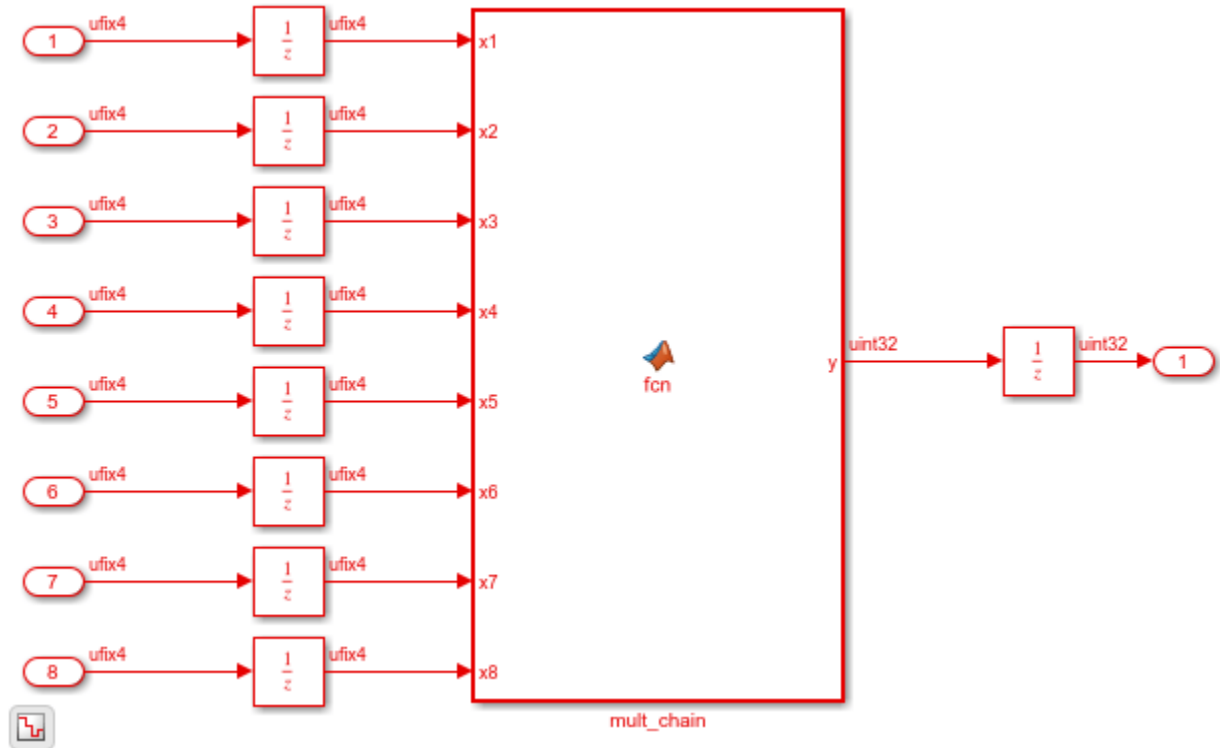 ufix4 ufix4
1 1/z x1
ufix4 ufix4
2 1/z x2
ufix4 ufix4
3 1/z x3
ufix4 ufix4
4 1/z x4
uint32 uint32
fcn y 1/z 1
ufix4 ufix4
5 1/z x5
ufix4 ufix4
6 1/z x6
ufix4 ufix4
7 1/z x7
ufix4 ufix4
8 1/z x8
mult_chain